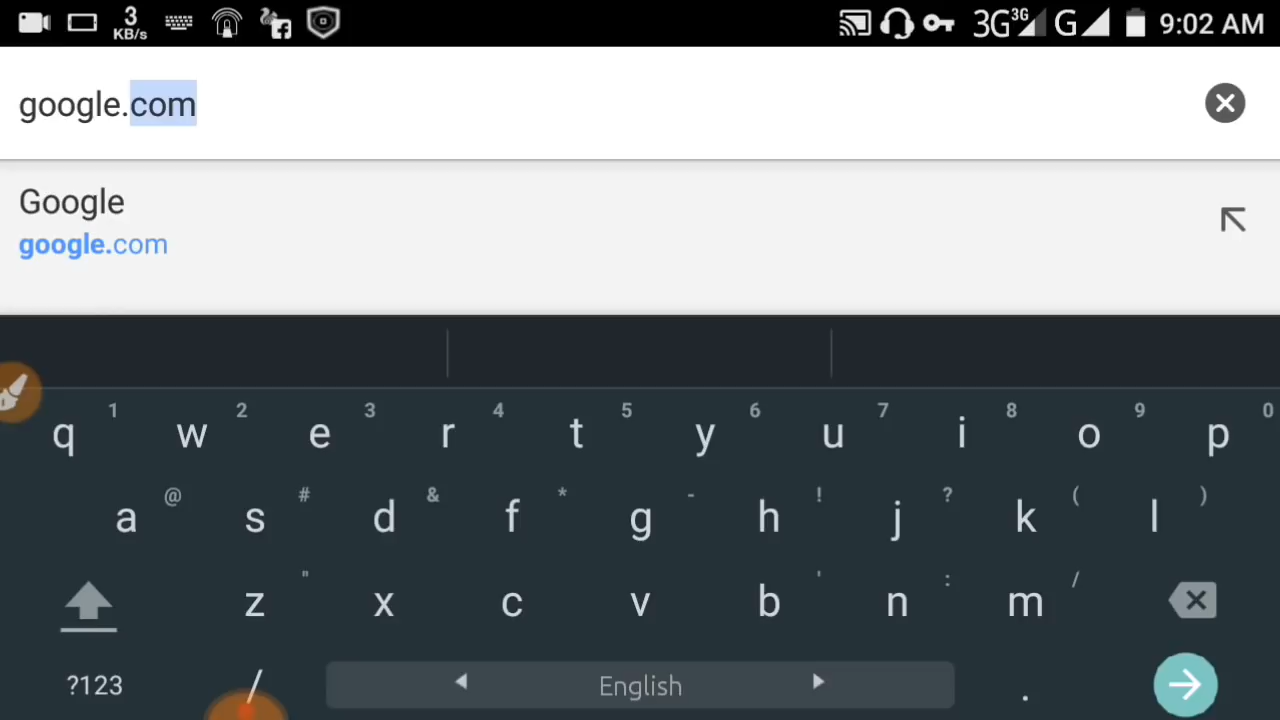 3 KB/s 3G 3G G 9:02 AM
google.com
Google
google.com
1 2 3 4 5 6 7 8 9 0
q w e r t y u i o p
@ # & * - ! ? ( )
a s d f g h j k l
" ' : /
z x c v b n m
?123 / English .